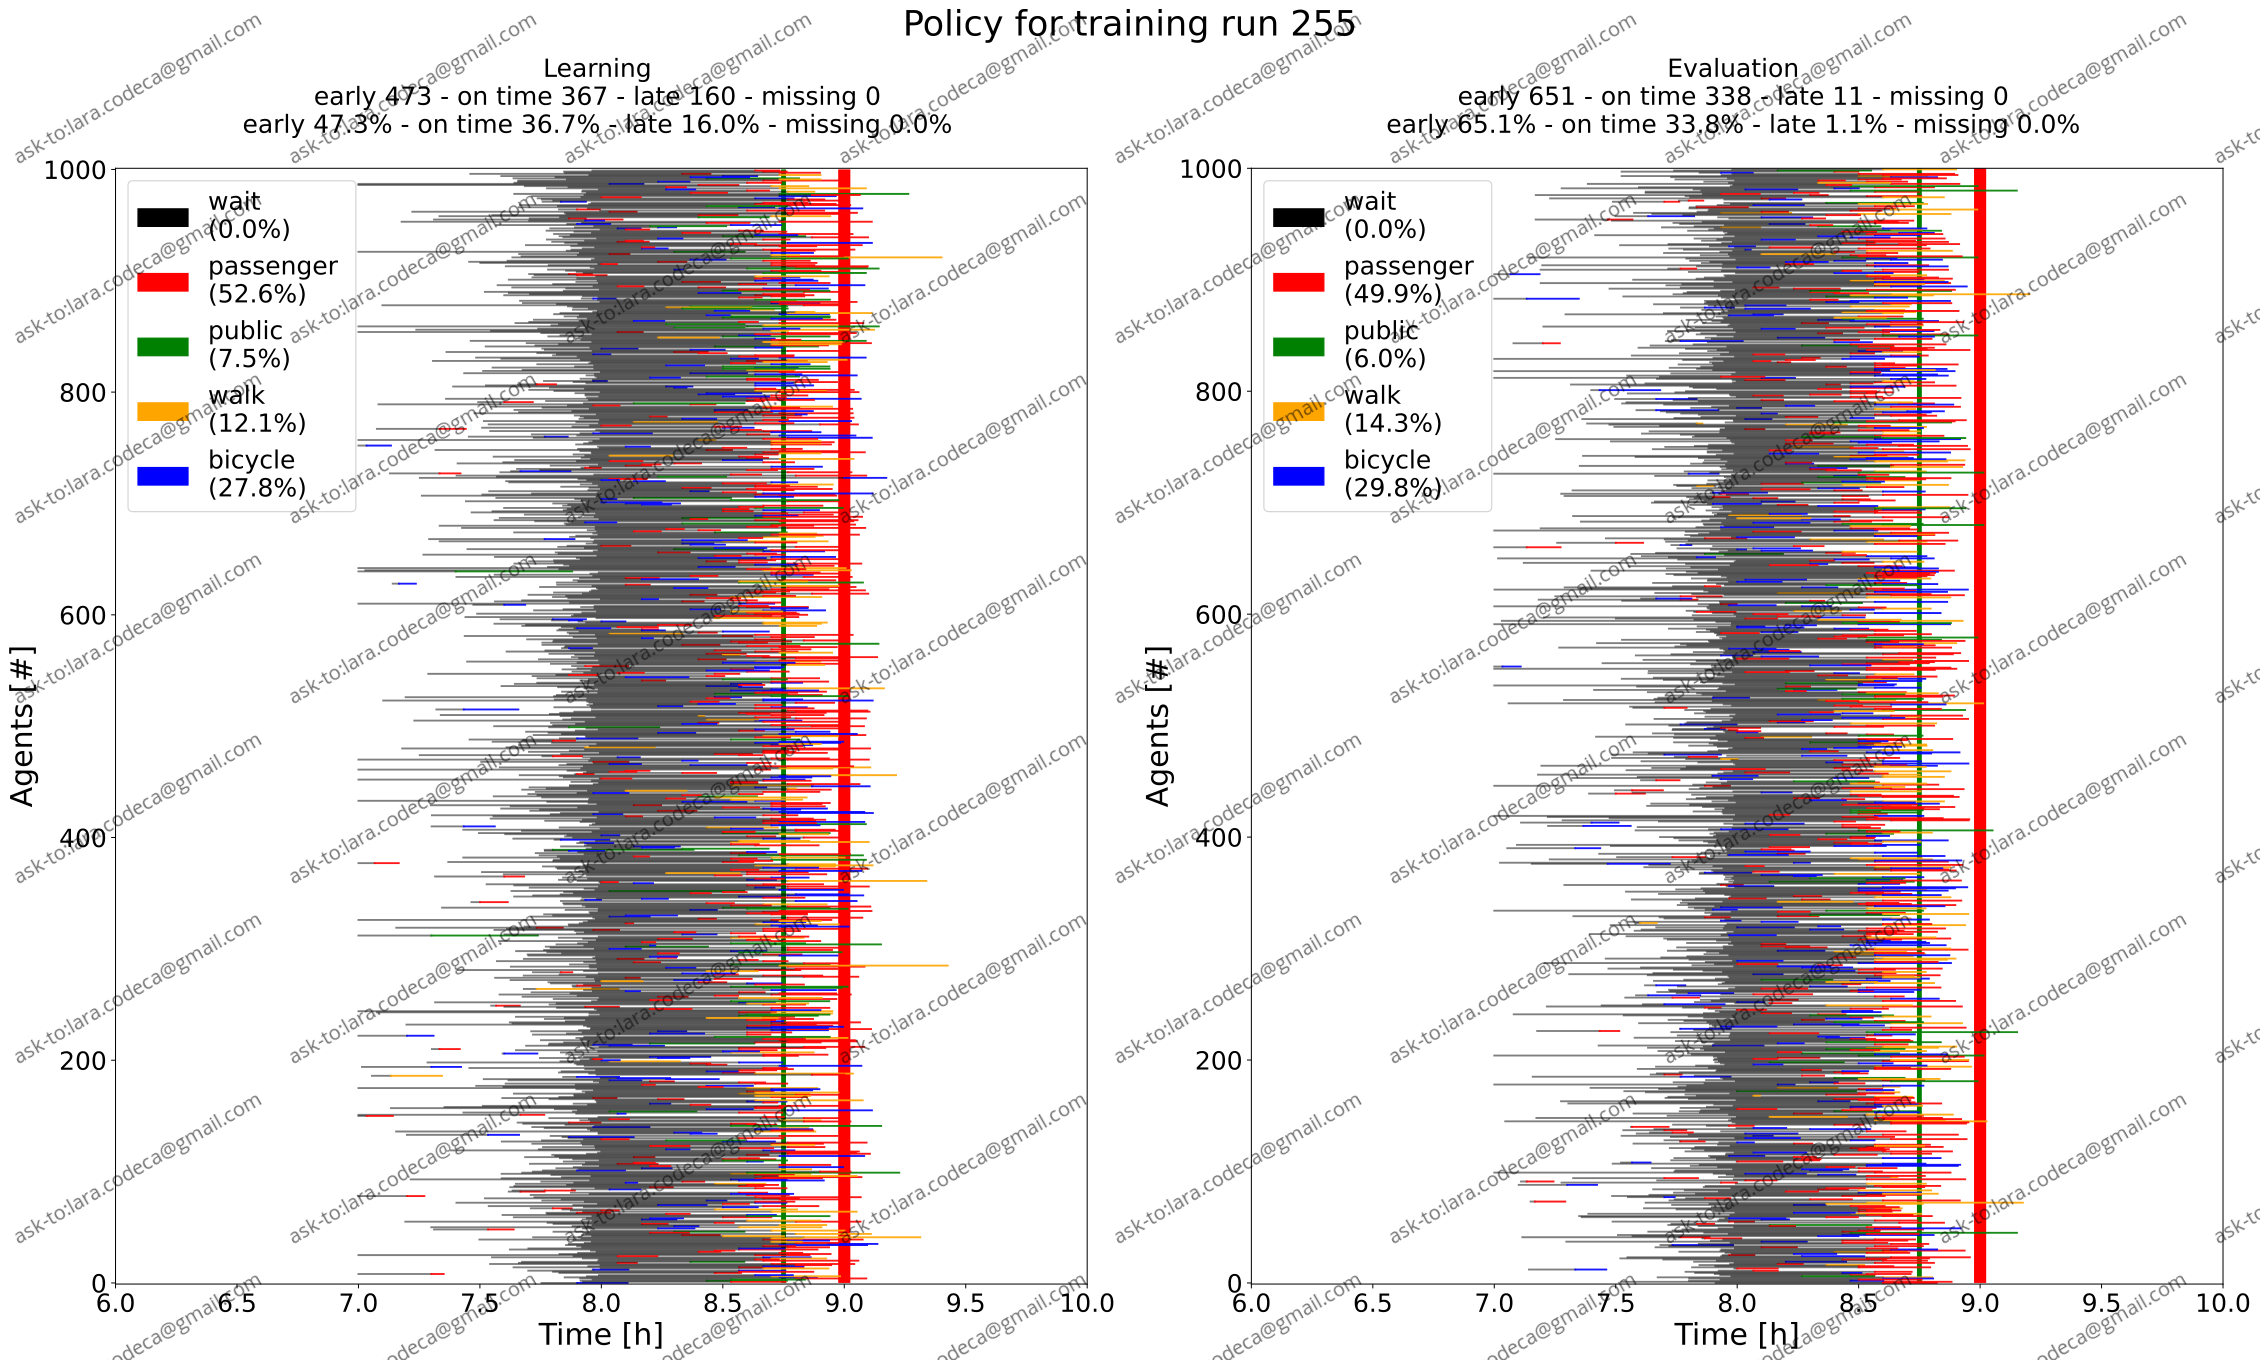 Policy for training run 255
Learning
early 473 - on time 367 - late 160 - missing 0
early 47.3% - on time 36.7% - late 16.0% - missing 0.0%
Evaluation
early 651 - on time 338 - late 11 - missing 0
early 65.1% - on time 33.8% - late 1.1% - missing 0.0%
Agents [#]
1000
800
600
400
200
0
wait
(0.0%)
passenger
(52.6%)
public
(7.5%)
walk
(12.1%)
bicycle
(27.8%)
6.0 6.5 7.0 7.5 8.0 8.5 9.0 9.5 10.0
Time [h]
Agents [#]
1000
800
600
400
200
0
wait
(0.0%)
passenger
(49.9%)
public
(6.0%)
walk
(14.3%)
bicycle
(29.8%)
6.0 6.5 7.0 7.5 8.0 8.5 9.0 9.5 10.0
Time [h]
ask-to:lara.codeca@gmail.com